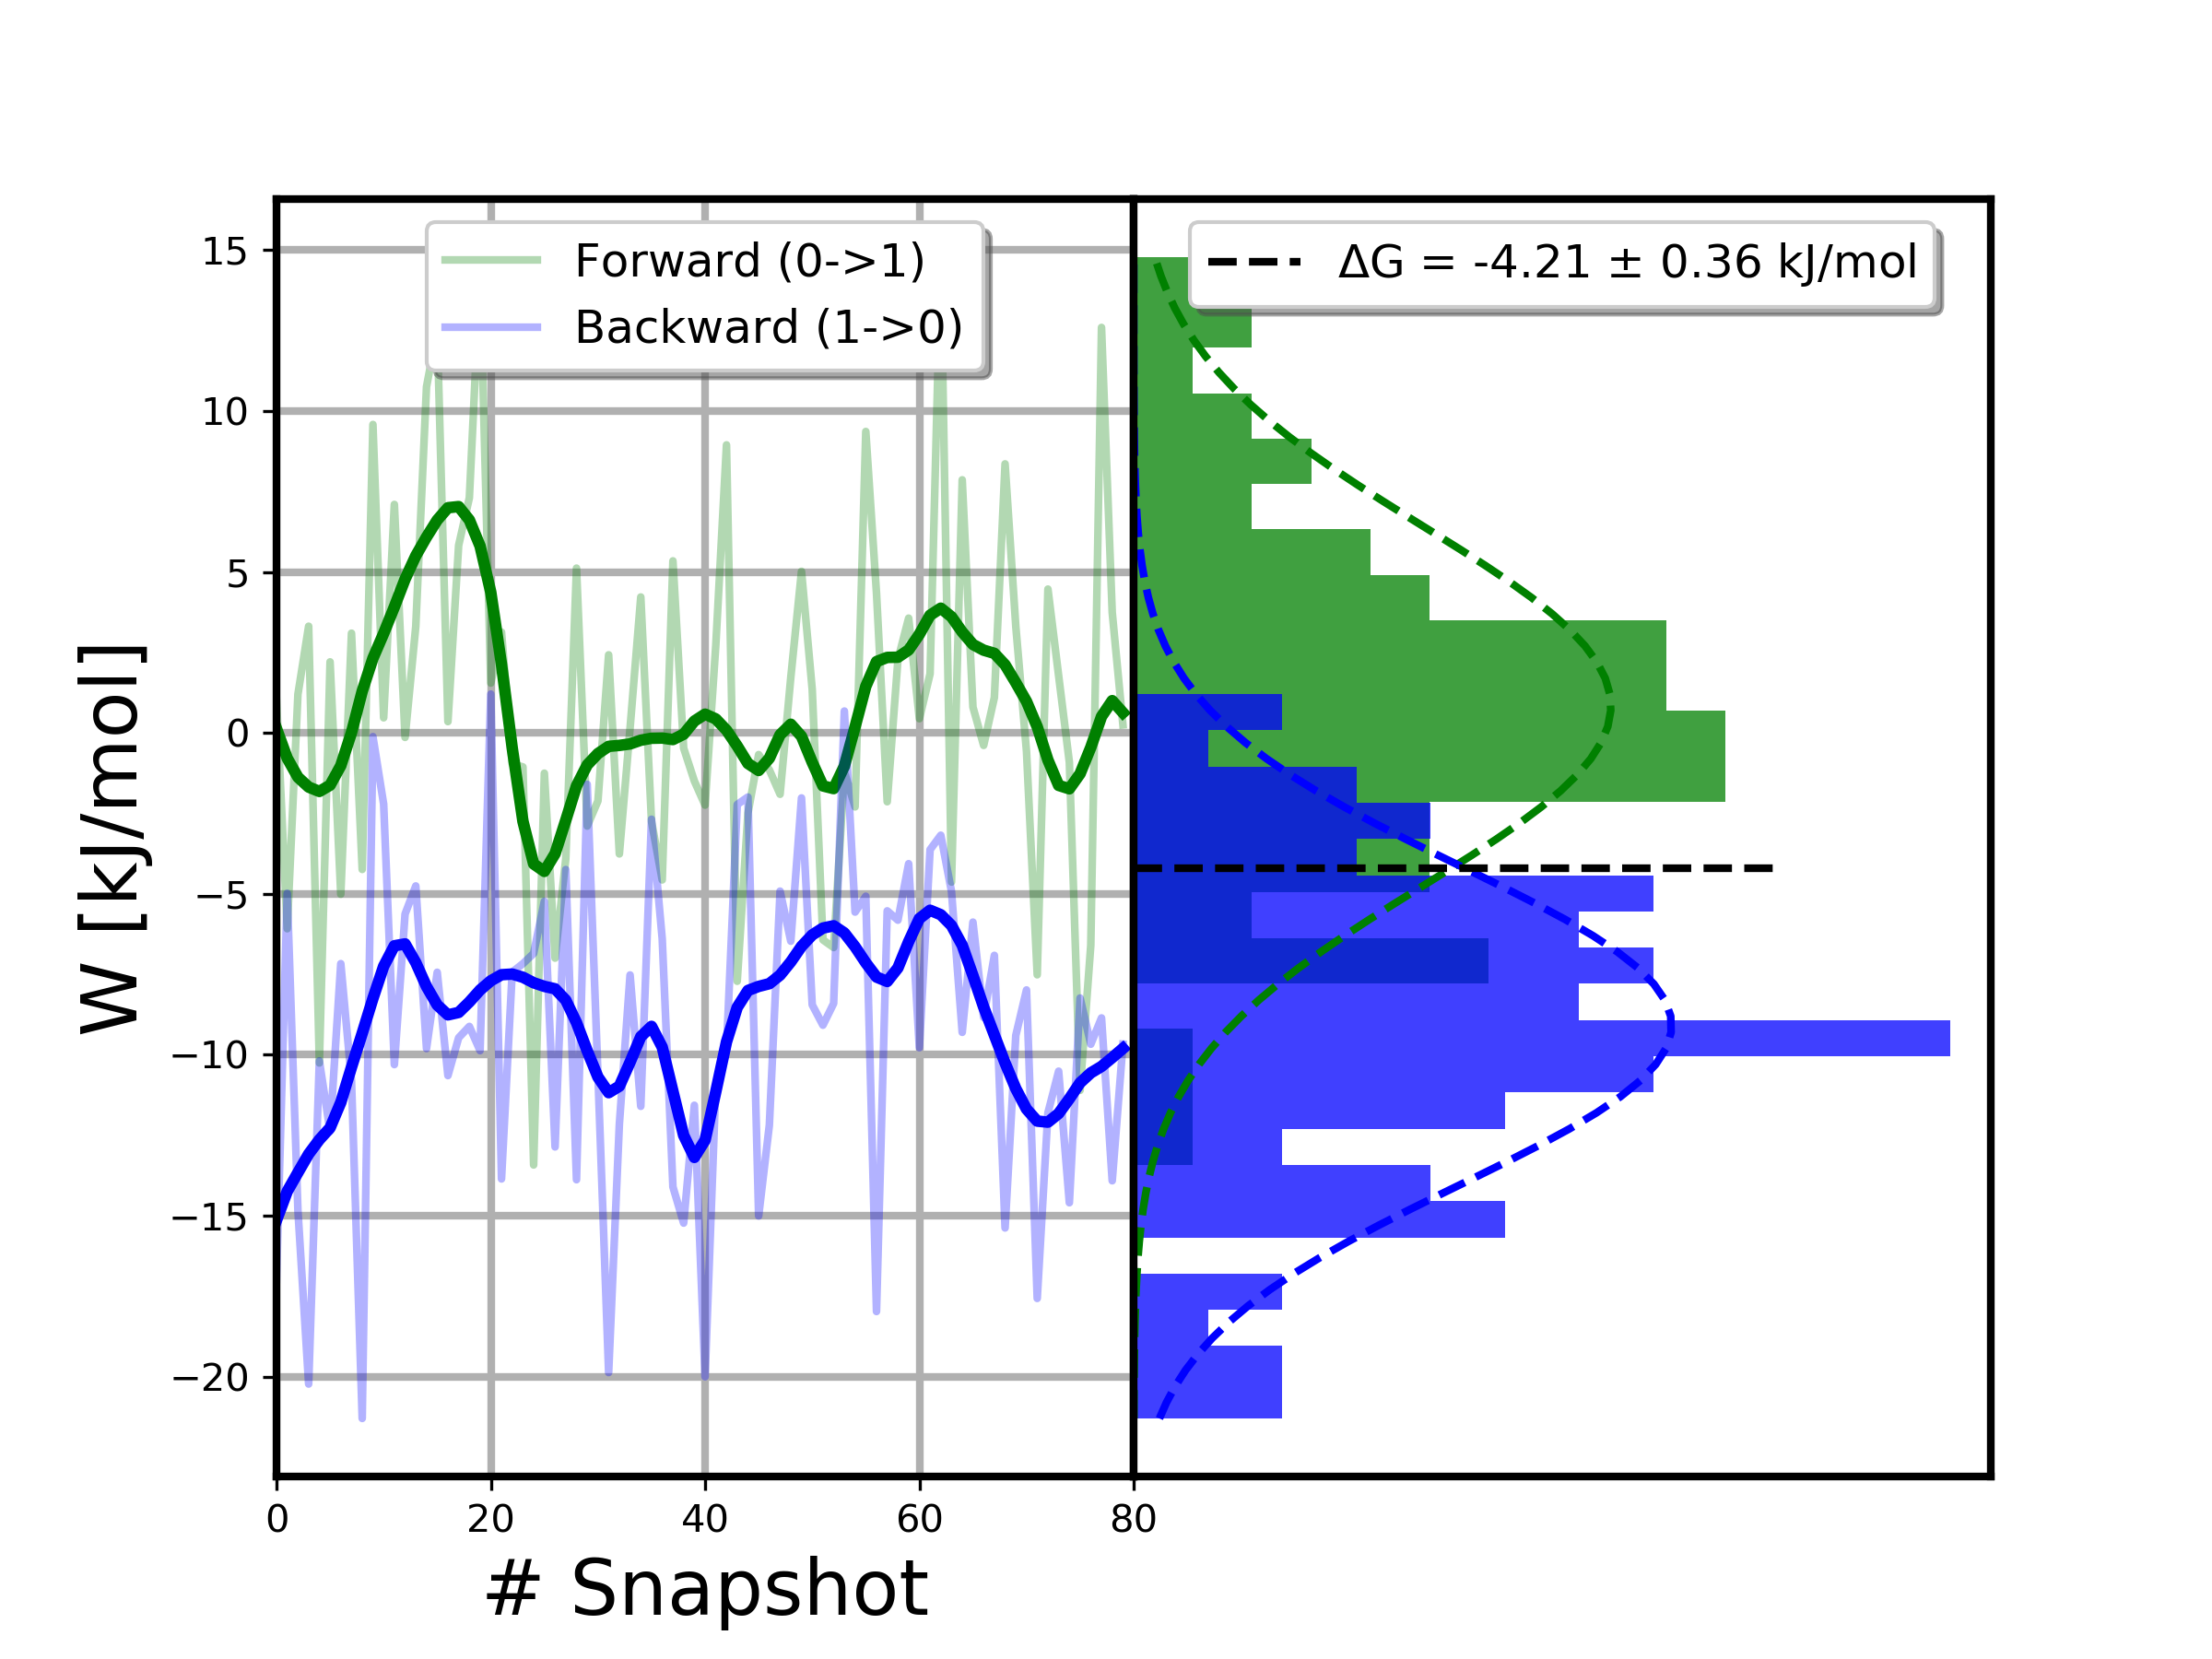 Forward (0->1)
Backward (1->0)
ΔG = -4.21 ± 0.36 kJ/mol
W [kJ/mol]
15
10
5
0
−5
−10
−15
−20
0 20 40 60 80
# Snapshot